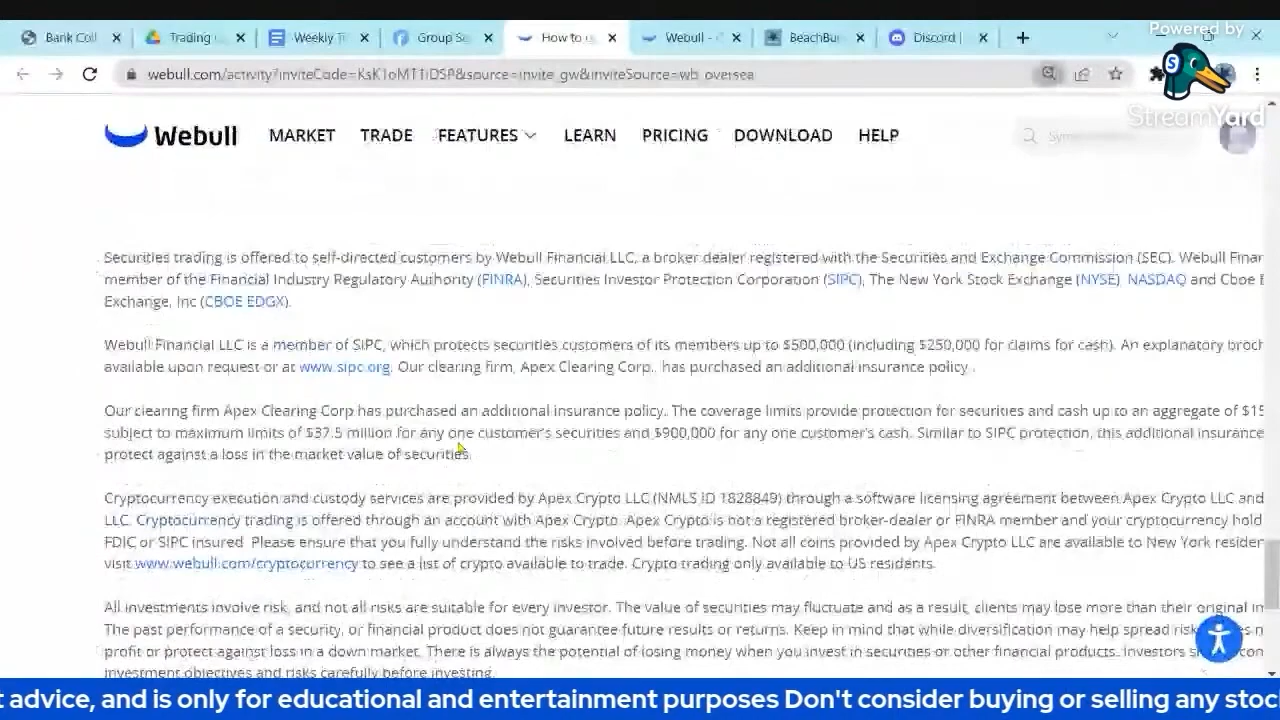 Powered by
Bank Coll
Trading
Weekly Tr
Group Se
How to u
Webull - C
BeachBu
Discord |
webull.com/activity?inviteCode=KsK1oMT1iDSP&source=invite_gw&inviteSource=wb_oversea
StreamYard
Webull MARKET TRADE FEATURES LEARN PRICING DOWNLOAD HELP
Securities trading is offered to self-directed customers by Webull Financial LLC, a broker dealer registered with the Securities and Exchange Commission (SEC). Webull Finan
member of the Financial Industry Regulatory Authority (FINRA), Securities Investor Protection Corporation (SIPC), The New York Stock Exchange (NYSE), NASDAQ and Cboe E
Exchange, Inc (CBOE EDGX).
Webull Financial LLC is a member of SIPC, which protects securities customers of its members up to $500,000 (including $250,000 for claims for cash). An explanatory broch
available upon request or at www.sipc.org. Our clearing firm, Apex Clearing Corp., has purchased an additional insurance policy.
Our clearing firm Apex Clearing Corp has purchased an additional insurance policy. The coverage limits provide protection for securities and cash up to an aggregate of $15
subject to maximum limits of $37.5 million for any one customer's securities and $900,000 for any one customer's cash. Similar to SIPC protection, this additional insurance
protect against a loss in the market value of securities.
Cryptocurrency execution and custody services are provided by Apex Crypto LLC (NMLS ID 1828849) through a software licensing agreement between Apex Crypto LLC and
LLC. Cryptocurrency trading is offered through an account with Apex Crypto. Apex Crypto is not a registered broker-dealer or FINRA member and your cryptocurrency hold
FDIC or SIPC insured. Please ensure that you fully understand the risks involved before trading. Not all coins provided by Apex Crypto LLC are available to New York residen
visit www.webull.com/cryptocurrency to see a list of crypto available to trade. Crypto trading only available to US residents.
All investments involve risk, and not all risks are suitable for every investor. The value of securities may fluctuate and as a result, clients may lose more than their original in
The past performance of a security, or financial product does not guarantee future results or returns. Keep in mind that while diversification may help spread risk
profit or protect against loss in a down market. There is always the potential of losing money when you invest in securities or other financial products. Investors
investment objectives and risks carefully before investing.
t advice, and is only for educational and entertainment purposes Don't consider buying or selling any stoc